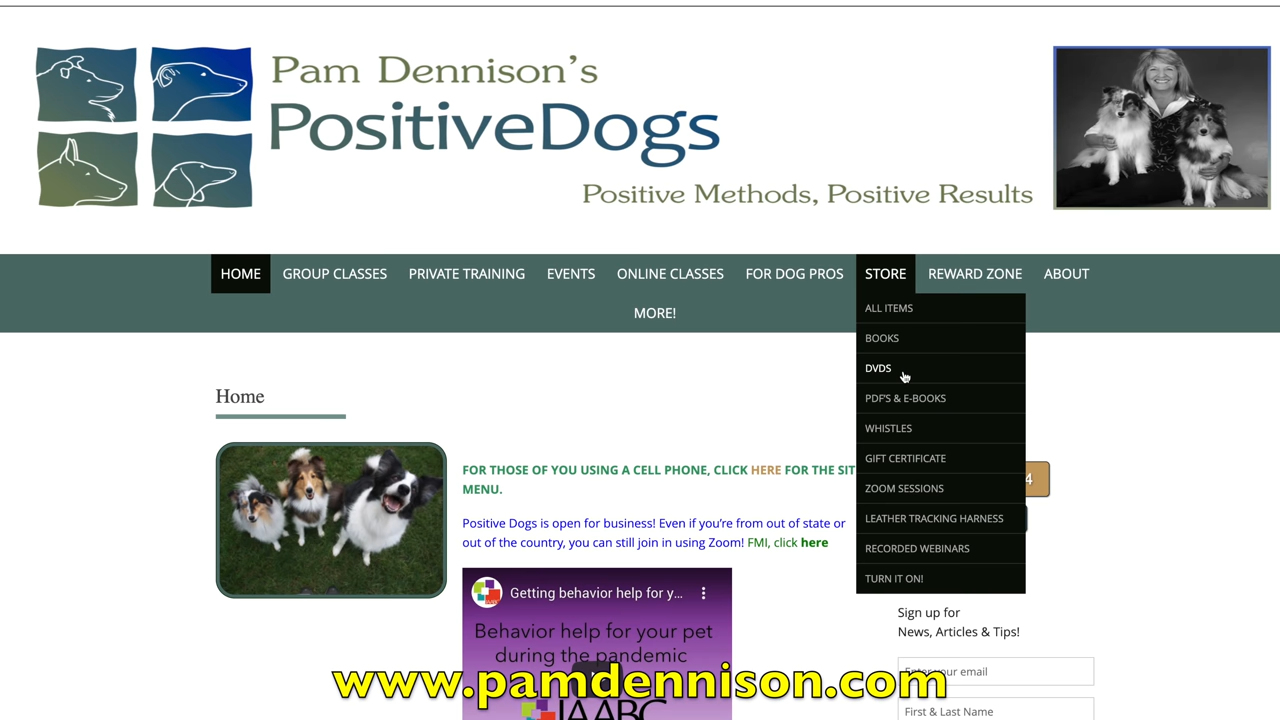 Pam Dennison's
PositiveDogs
Positive Methods, Positive Results
HOME GROUP CLASSES PRIVATE TRAINING EVENTS ONLINE CLASSES FOR DOG PROS STORE REWARD ZONE ABOUT
MORE!
ALL ITEMS
BOOKS
DVDS
PDF'S & E-BOOKS
WHISTLES
GIFT CERTIFICATE
ZOOM SESSIONS
LEATHER TRACKING HARNESS
RECORDED WEBINARS
TURN IT ON!
Home
FOR THOSE OF YOU USING A CELL PHONE, CLICK HERE FOR THE SIT
MENU.
4
Positive Dogs is open for business! Even if you're from out of state or
out of the country, you can still join in using Zoom! FMI, click here
Getting behavior help for y...
Behavior help for your pet
during the pandemic
IAABC
Sign up for
News, Articles & Tips!
Enter your email
First & Last Name
www.pamdennison.com